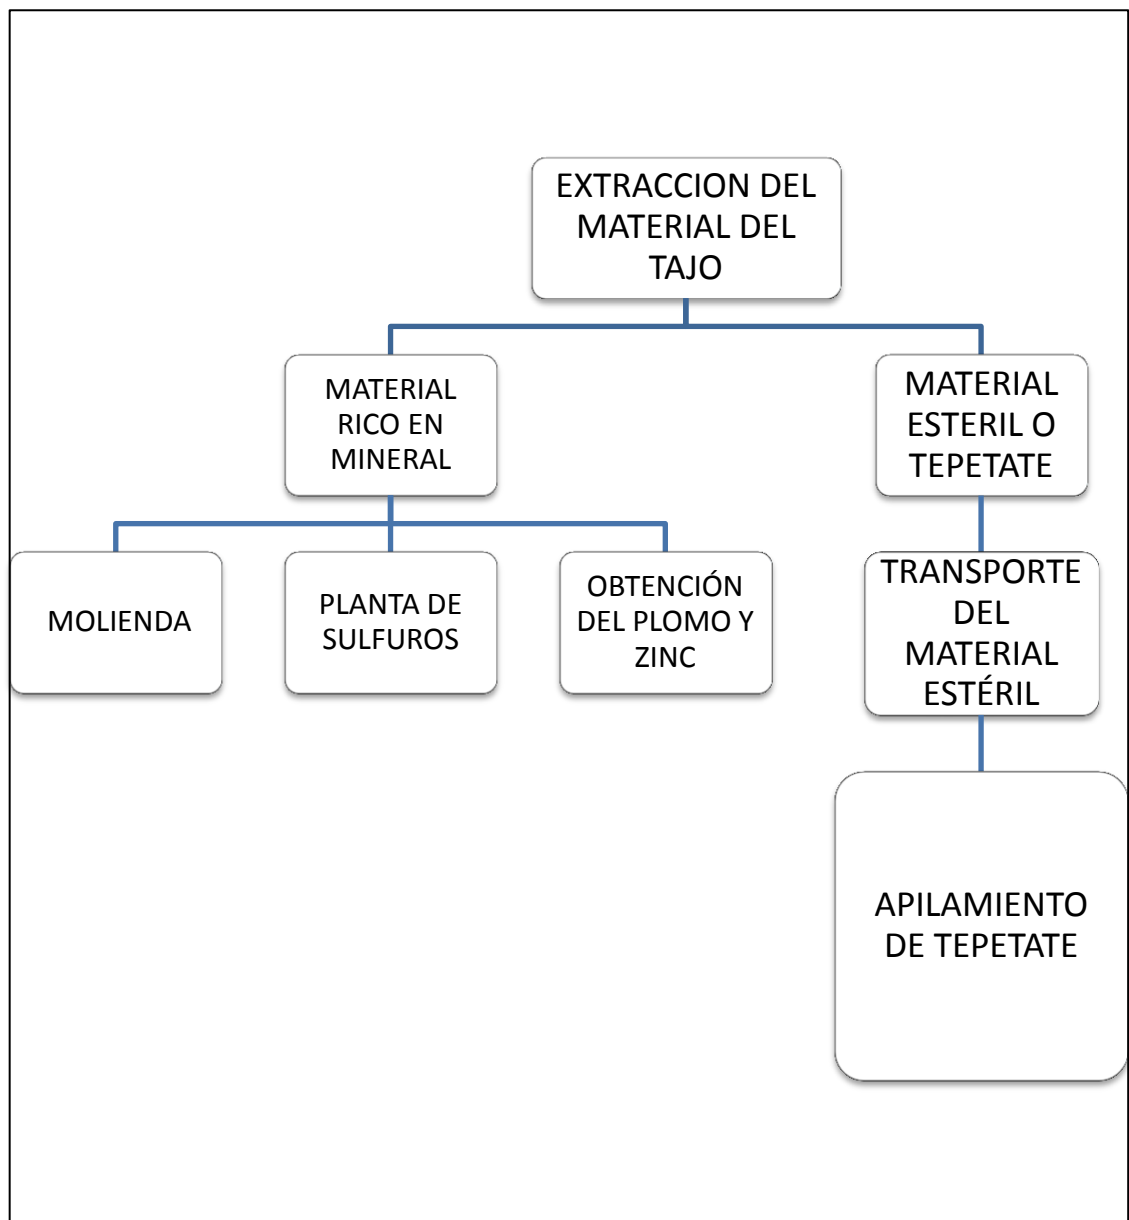 EXTRACCION DEL
MATERIAL DEL
TAJO
MATERIAL
RICO EN
MINERAL
MATERIAL
ESTERIL O
TEPETATE
MOLIENDA
PLANTA DE
SULFUROS
OBTENCIÓN
DEL PLOMO Y
ZINC
TRANSPORTE
DEL
MATERIAL
ESTÉRIL
APILAMIENTO
DE TEPETATE